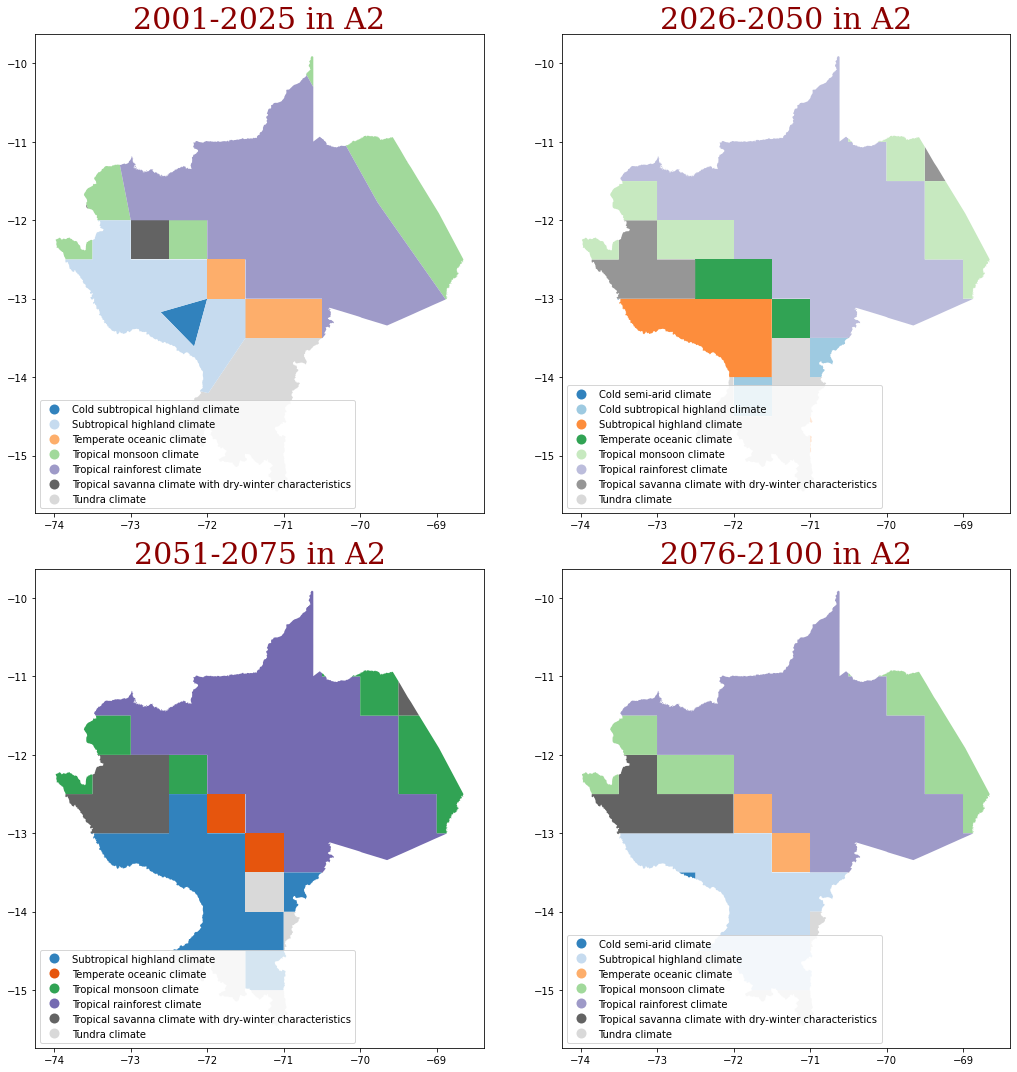 2001-2025 in A2
−10
−11
−12
−13
−14
−15
Cold subtropical highland climate
Subtropical highland climate
Temperate oceanic climate
Tropical monsoon climate
Tropical rainforest climate
Tropical savanna climate with dry-winter characteristics
Tundra climate
−74 −73 −72 −71 −70 −69
2026-2050 in A2
−10
−11
−12
−13
−14
−15
Cold semi-arid climate
Cold subtropical highland climate
Subtropical highland climate
Temperate oceanic climate
Tropical monsoon climate
Tropical rainforest climate
Tropical savanna climate with dry-winter characteristics
Tundra climate
−74 −73 −72 −71 −70 −69
2051-2075 in A2
−10
−11
−12
−13
−14
−15
Subtropical highland climate
Temperate oceanic climate
Tropical monsoon climate
Tropical rainforest climate
Tropical savanna climate with dry-winter characteristics
Tundra climate
−74 −73 −72 −71 −70 −69
2076-2100 in A2
−10
−11
−12
−13
−14
−15
Cold semi-arid climate
Subtropical highland climate
Temperate oceanic climate
Tropical monsoon climate
Tropical rainforest climate
Tropical savanna climate with dry-winter characteristics
Tundra climate
−74 −73 −72 −71 −70 −69